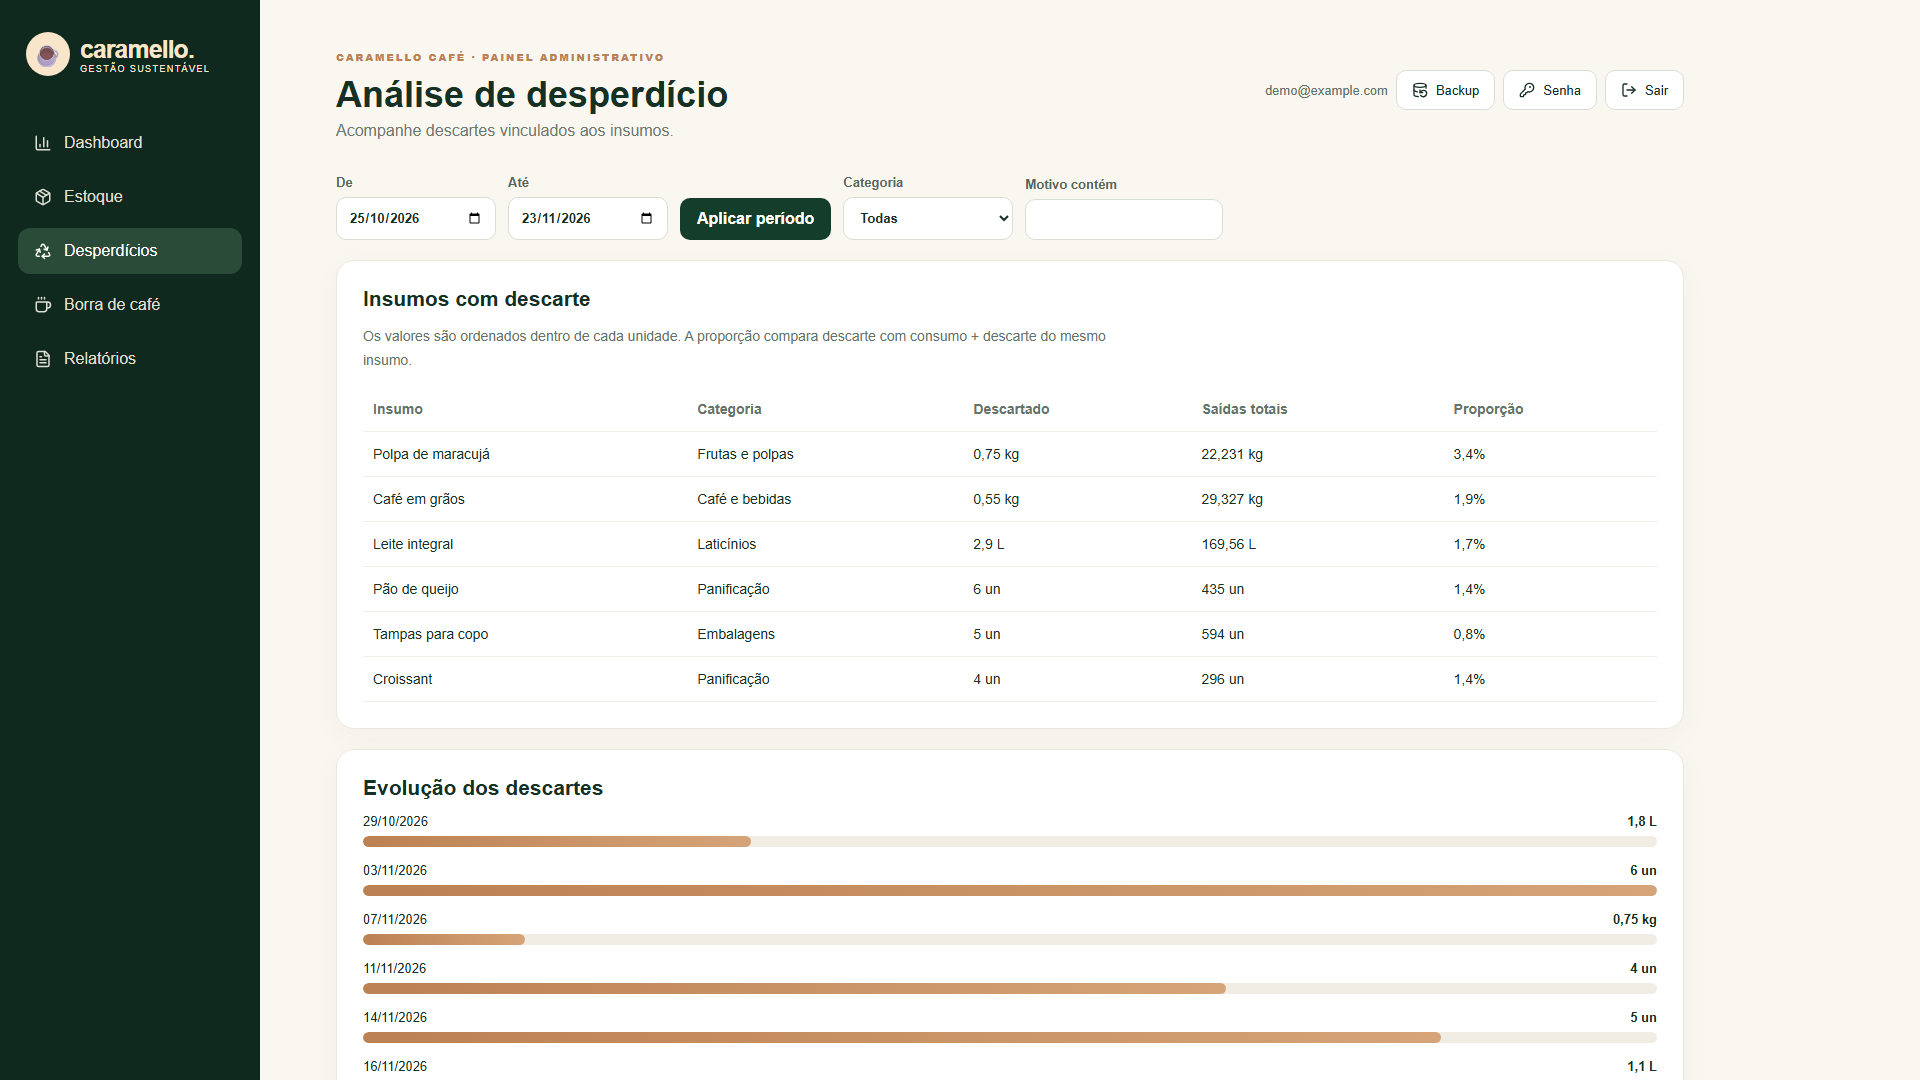 caramello.
GESTÃO SUSTENTÁVEL
Dashboard
Estoque
Desperdícios
Borra de café
Relatórios
CARAMELLO CAFÉ · PAINEL ADMINISTRATIVO
Análise de desperdício
Acompanhe descartes vinculados aos insumos.
demo@example.com Backup Senha Sair
De Até Categoria Motivo contém
25/10/2026 23/11/2026 Aplicar período Todas
Insumos com descarte
Os valores são ordenados dentro de cada unidade. A proporção compara descarte com consumo + descarte do mesmo
insumo.
Insumo Categoria Descartado Saídas totais Proporção
Polpa de maracujá Frutas e polpas 0,75 kg 22,231 kg 3,4%
Café em grãos Café e bebidas 0,55 kg 29,327 kg 1,9%
Leite integral Laticínios 2,9 L 169,56 L 1,7%
Pão de queijo Panificação 6 un 435 un 1,4%
Tampas para copo Embalagens 5 un 594 un 0,8%
Croissant Panificação 4 un 296 un 1,4%
Evolução dos descartes
29/10/2026 1,8 L
03/11/2026 6 un
07/11/2026 0,75 kg
11/11/2026 4 un
14/11/2026 5 un
16/11/2026 1,1 L